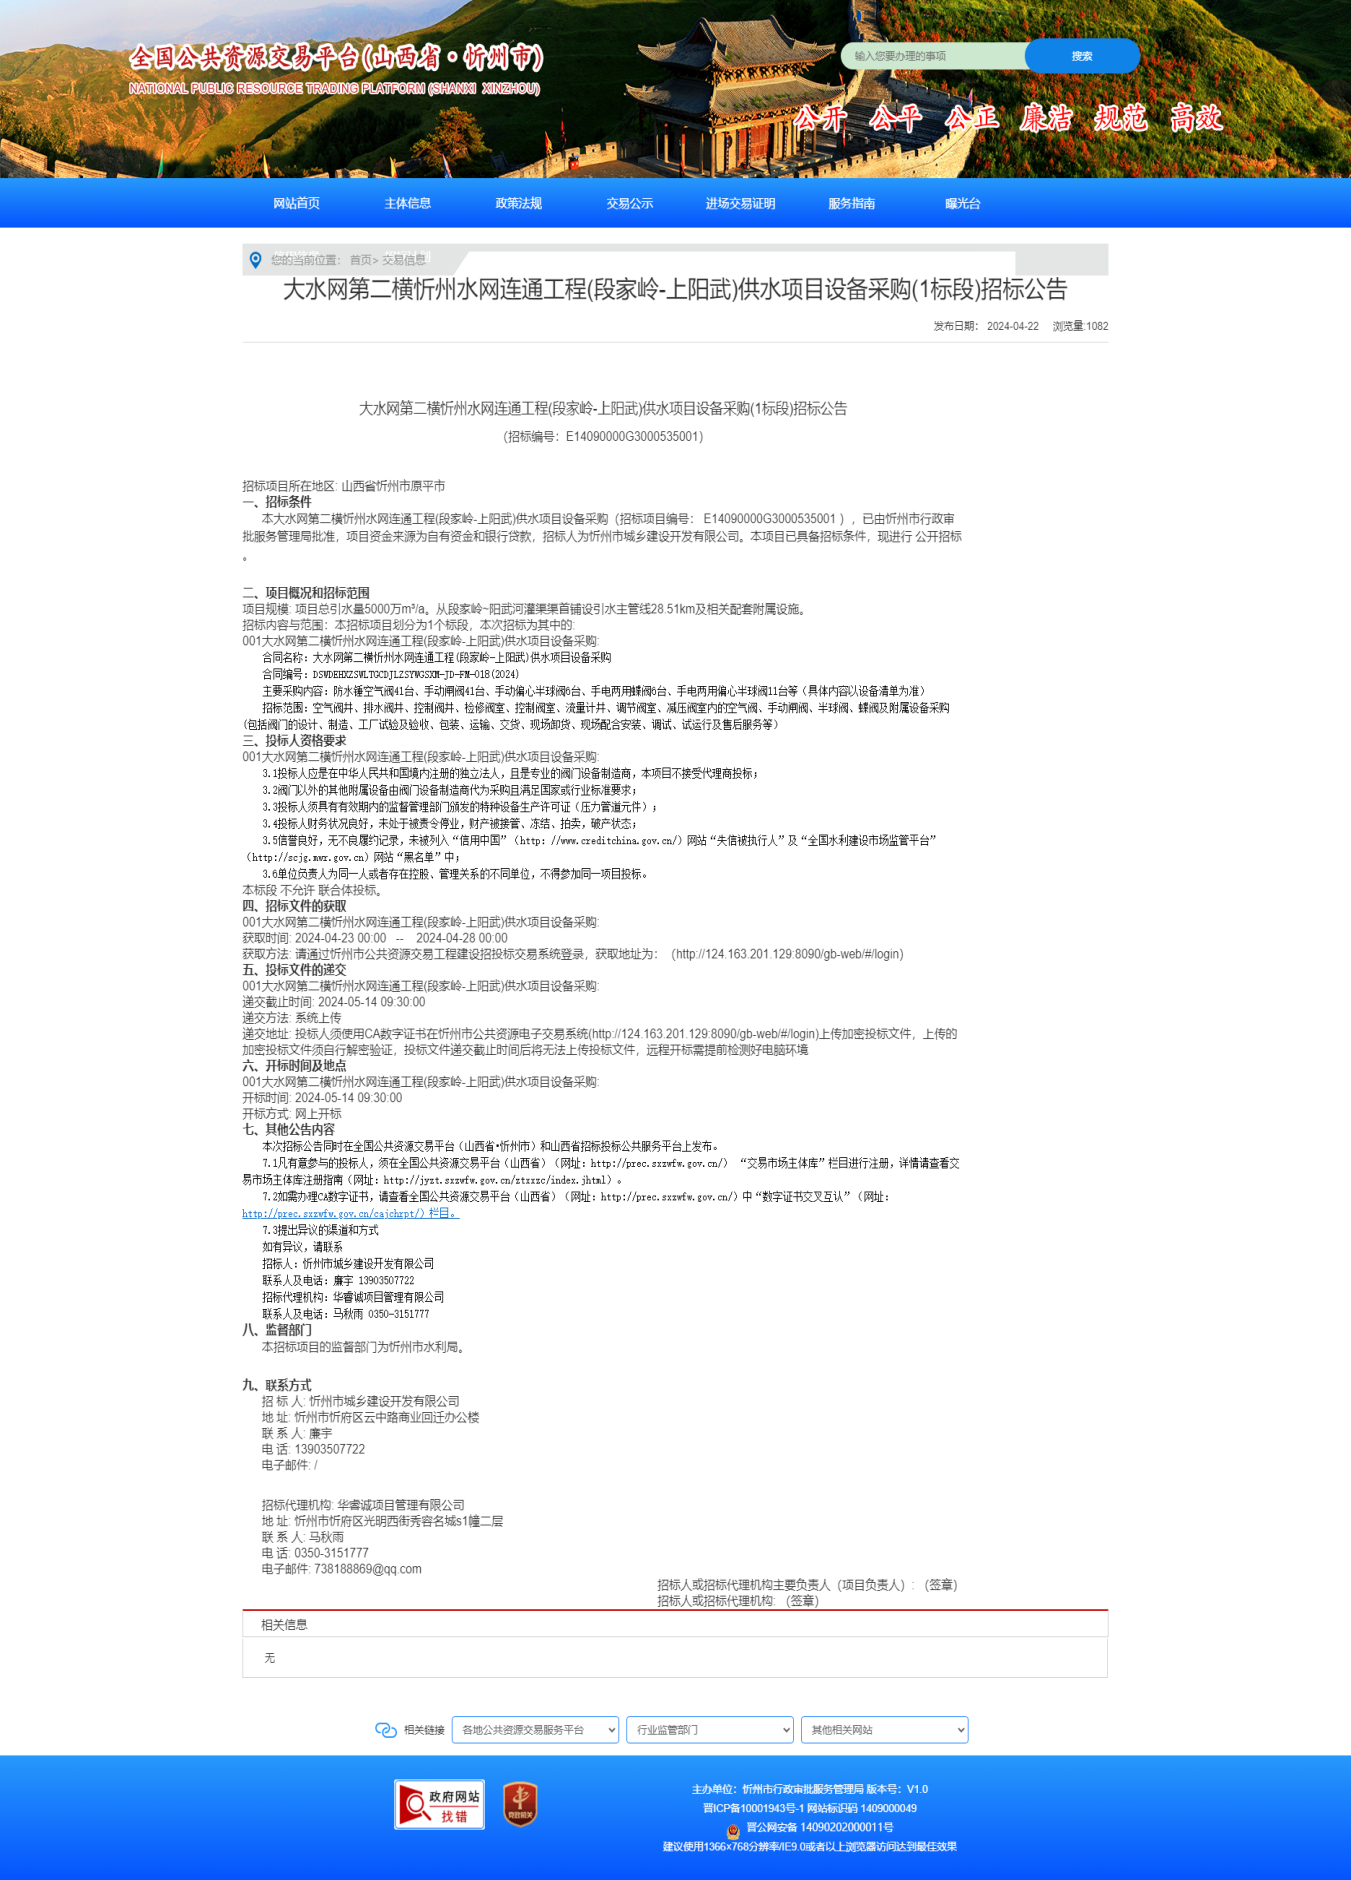 全国公共资源交易平台(山西省·忻州市)
NATIONAL PUBLIC RESOURCE TRADING PLATFORM (SHANXI XINZHOU)
输入您要办理的事项
搜索
公开 公平 公正 廉洁 规范 高效
网站首页 主体信息 政策法规 交易公示 进场交易证明 服务指南 曝光台
您的当前位置： 首页> 交易信息
大水网第二横忻州水网连通工程(段家岭-上阳武)供水项目设备采购(1标段)招标公告
发布日期： 2024-04-22 浏览量:1082
大水网第二横忻州水网连通工程(段家岭-上阳武)供水项目设备采购(1标段)招标公告
（招标编号：E14090000G3000535001）
招标项目所在地区: 山西省忻州市原平市
一、招标条件
本大水网第二横忻州水网连通工程(段家岭-上阳武)供水项目设备采购（招标项目编号： E14090000G3000535001 ），已由忻州市行政审
批服务管理局批准，项目资金来源为自有资金和银行贷款，招标人为忻州市城乡建设开发有限公司。本项目已具备招标条件，现进行 公开招标
。
二、项目概况和招标范围
项目规模: 项目总引水量5000万m³/a。从段家岭~阳武河灌渠渠首铺设引水主管线28.51km及相关配套附属设施。
招标内容与范围：本招标项目划分为1个标段，本次招标为其中的:
001大水网第二横忻州水网连通工程(段家岭-上阳武)供水项目设备采购:
合同名称：大水网第二横忻州水网连通工程(段家岭-上阳武)供水项目设备采购
合同编号：DSWDEHXZSWLTGCDJLZSYWGSXM-JD-FM-018(2024)
主要采购内容：防水锤空气阀41台、手动闸阀41台、手动偏心半球阀6台、手电两用蝶阀6台、手电两用偏心半球阀11台等（具体内容以设备清单为准）
招标范围：空气阀井、排水阀井、控制阀井、检修阀室、控制阀室、流量计井、调节阀室、减压阀室内的空气阀、手动闸阀、半球阀、蝶阀及附属设备采购
(包括阀门的设计、制造、工厂试验及验收、包装、运输、交货、现场卸货、现场配合安装、调试、试运行及售后服务等）
三、投标人资格要求
001大水网第二横忻州水网连通工程(段家岭-上阳武)供水项目设备采购:
3.1投标人应是在中华人民共和国境内注册的独立法人，且是专业的阀门设备制造商，本项目不接受代理商投标；
3.2阀门以外的其他附属设备由阀门设备制造商代为采购且满足国家或行业标准要求；
3.3投标人须具有有效期内的监督管理部门颁发的特种设备生产许可证（压力管道元件）；
3.4投标人财务状况良好，未处于被责令停业，财产被接管、冻结、拍卖，破产状态；
3.5信誉良好，无不良履约记录，未被列入“信用中国”（http：//www.creditchina.gov.cn/）网站“失信被执行人”及“全国水利建设市场监管平台”
（http://scjg.mwr.gov.cn）网站“黑名单”中；
3.6单位负责人为同一人或者存在控股、管理关系的不同单位，不得参加同一项目投标。
本标段 不允许 联合体投标。
四、招标文件的获取
001大水网第二横忻州水网连通工程(段家岭-上阳武)供水项目设备采购:
获取时间: 2024-04-23 00:00 -- 2024-04-28 00:00
获取方法: 请通过忻州市公共资源交易工程建设招投标交易系统登录，获取地址为：（http://124.163.201.129:8090/gb-web/#/login）
五、投标文件的递交
001大水网第二横忻州水网连通工程(段家岭-上阳武)供水项目设备采购:
递交截止时间: 2024-05-14 09:30:00
递交方法: 系统上传
递交地址: 投标人须使用CA数字证书在忻州市公共资源电子交易系统(http://124.163.201.129:8090/gb-web/#/login)上传加密投标文件，上传的
加密投标文件须自行解密验证，投标文件递交截止时间后将无法上传投标文件，远程开标需提前检测好电脑环境
六、开标时间及地点
001大水网第二横忻州水网连通工程(段家岭-上阳武)供水项目设备采购:
开标时间: 2024-05-14 09:30:00
开标方式: 网上开标
七、其他公告内容
本次招标公告同时在全国公共资源交易平台（山西省•忻州市）和山西省招标投标公共服务平台上发布。
7.1凡有意参与的投标人，须在全国公共资源交易平台（山西省）（网址：http://prec.sxzwfw.gov.cn/） “交易市场主体库”栏目进行注册，详情请查看交
易市场主体库注册指南（网址：http://jyzt.sxzwfw.gov.cn/ztxxzc/index.jhtml）。
7.2如需办理CA数字证书，请查看全国公共资源交易平台（山西省）（网址：http://prec.sxzwfw.gov.cn/）中“数字证书交叉互认”（网址：
http://prec.sxzwfw.gov.cn/cajchrpt/）栏目。
7.3提出异议的渠道和方式
如有异议，请联系
招标人：忻州市城乡建设开发有限公司
联系人及电话：廉宇 13903507722
招标代理机构：华睿诚项目管理有限公司
联系人及电话：马秋雨 0350-3151777
八、监督部门
本招标项目的监督部门为忻州市水利局。
九、联系方式
招 标 人: 忻州市城乡建设开发有限公司
地 址: 忻州市忻府区云中路商业回迁办公楼
联 系 人: 廉宇
电 话: 13903507722
电子邮件: /
招标代理机构: 华睿诚项目管理有限公司
地 址: 忻州市忻府区光明西街秀容名城s1幢二层
联 系 人: 马秋雨
电 话: 0350-3151777
电子邮件: 738188869@qq.com
招标人或招标代理机构主要负责人（项目负责人）: （签章）
招标人或招标代理机构: （签章）
相关信息
无
相关链接 各地公共资源交易服务平台 行业监管部门 其他相关网站
政府网站
找错
党政机关
主办单位：忻州市行政审批服务管理局 版本号：V1.0
晋ICP备10001943号-1 网站标识码 1409000049
晋公网安备 14090202000011号
建议使用1366×768分辨率/IE9.0或者以上浏览器访问达到最佳效果